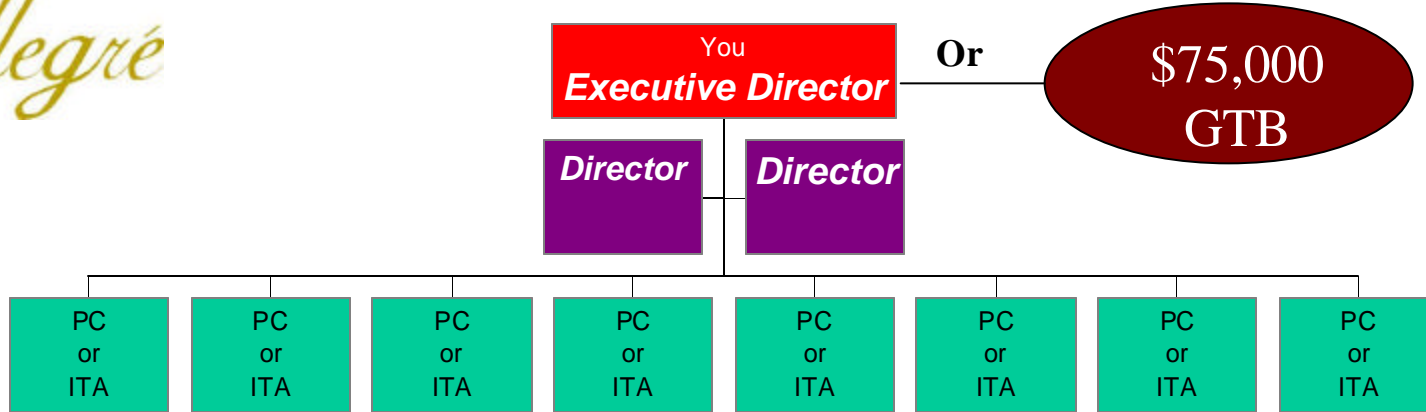 You
Executive Director
Or
$75,000
GTB
Director
Director
PC
or
ITA
PC
or
ITA
PC
or
ITA
PC
or
ITA
PC
or
ITA
PC
or
ITA
PC
or
ITA
PC
or
ITA